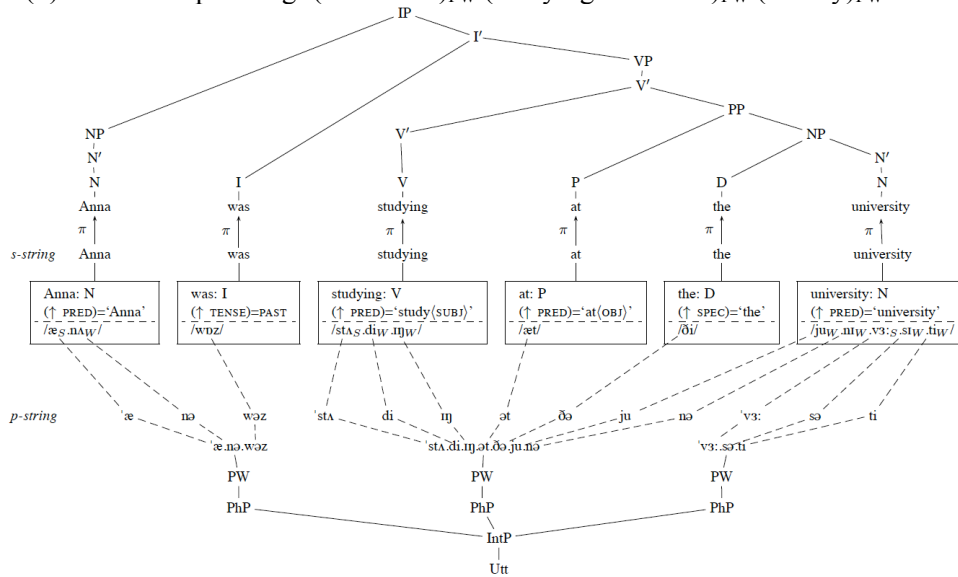 IP
I′
VP
V′
PP
NP V′ NP
N′ N′
N I V P D N
Anna was studying at the university
π π π π π π
s-string Anna was studying at the university
Anna: N was: I studying: V at: P the: D university: N
(↑ PRED)=‘Anna’ (↑ TENSE)=PAST (↑ PRED)=‘study⟨SUBJ⟩’ (↑ PRED)=‘at⟨OBJ⟩’ (↑ SPEC)=‘the’ (↑ PRED)=‘university’
/æS.nʌW/ /wɒz/ /stʌS.diW.ɪŋW/ /æt/ /ði/ /juW.nɪW.vɜːS.sɪW.tiW/
p-string ˈæ nə wəz ˈstʌ di ɪŋ ət ðə ju nə ˈvɜː sə ti
ˈæ.nə.wəz ˈstʌ.di.ɪŋ.ət.ðə.ju.nə ˈvɜː.sə.ti
PW PW PW
PhP PhP PhP
IntP
Utt